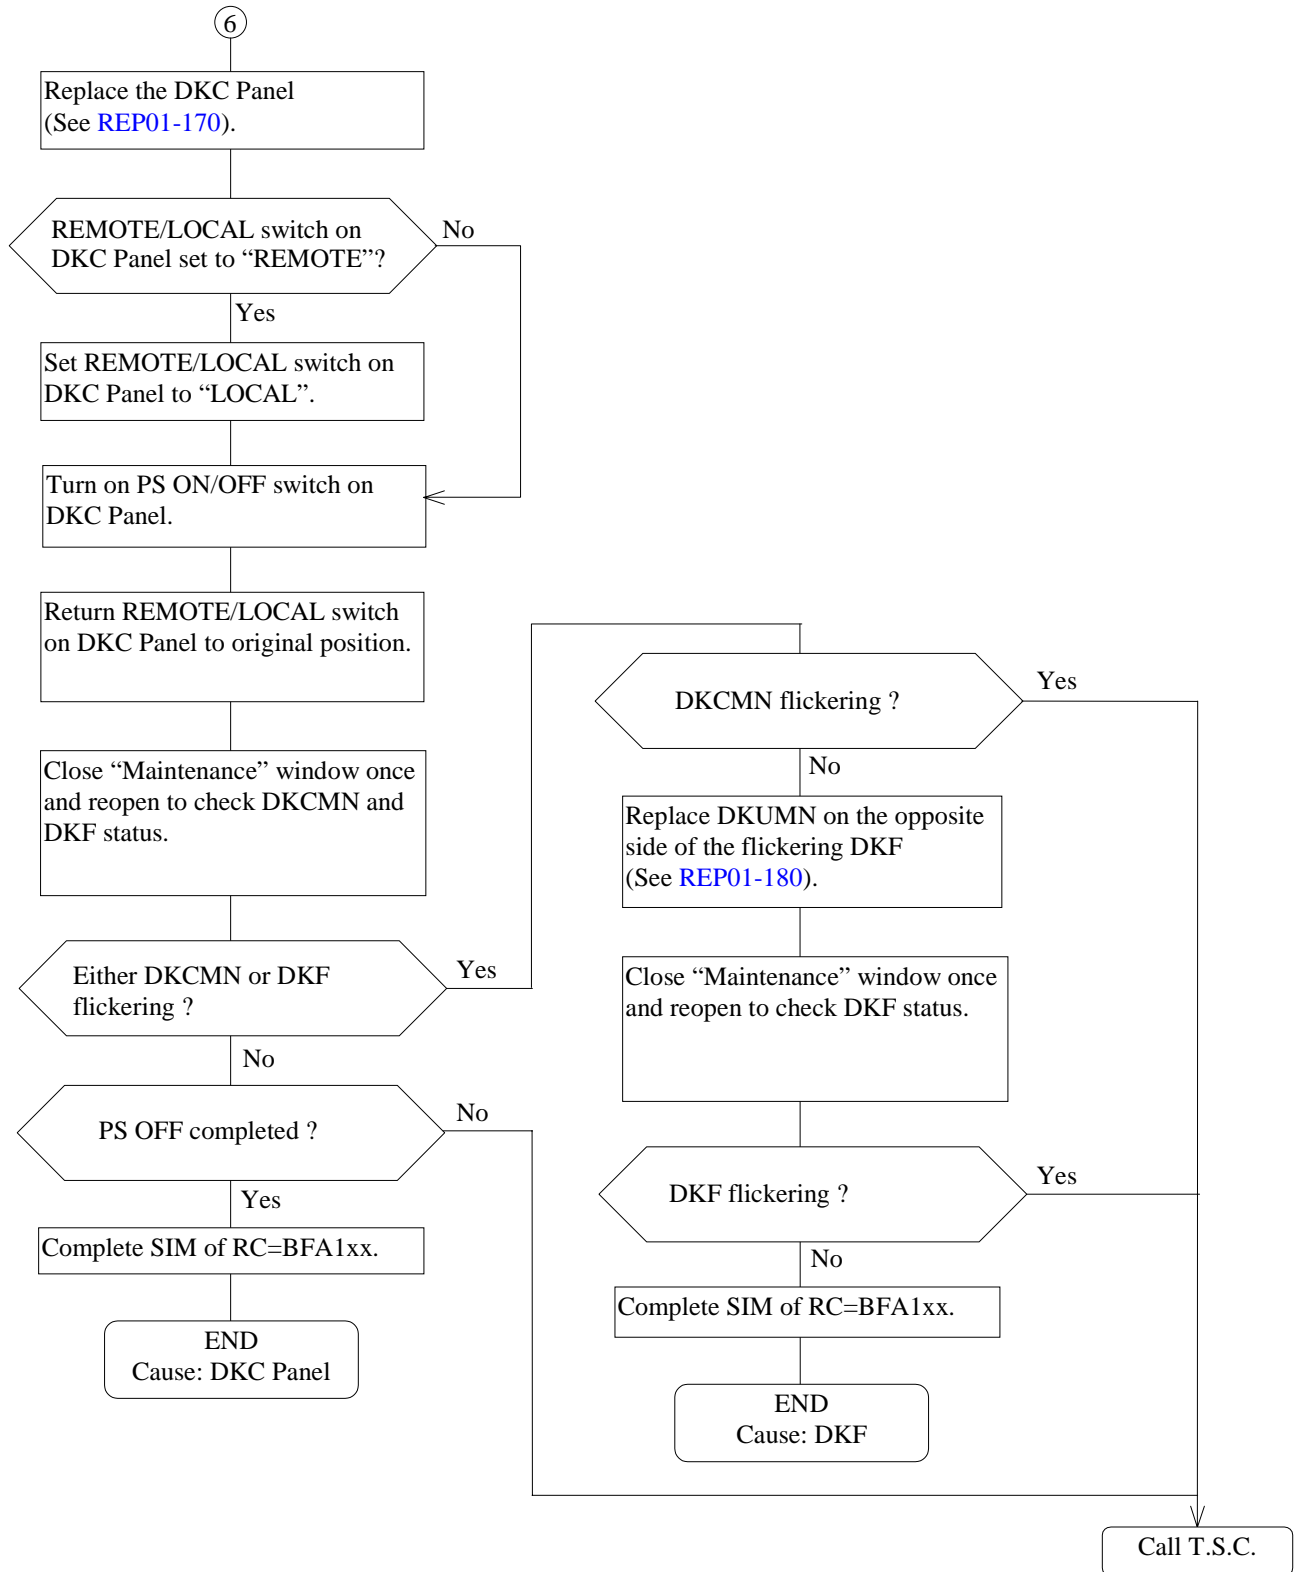 6
Replace the DKC Panel
(See REP01-170).
REMOTE/LOCAL switch on
DKC Panel set to “REMOTE”?
No
Yes
Set REMOTE/LOCAL switch on
DKC Panel to “LOCAL”.
Turn on PS ON/OFF switch on
DKC Panel.
Return REMOTE/LOCAL switch
on DKC Panel to original position.
Close “Maintenance” window once
and reopen to check DKCMN and
DKF status.
Either DKCMN or DKF
flickering ?
Yes
No
PS OFF completed ?
No
Yes
Complete SIM of RC=BFA1xx.
END
Cause: DKC Panel
DKCMN flickering ?
Yes
No
Replace DKUMN on the opposite
side of the flickering DKF
(See REP01-180).
Close “Maintenance” window once
and reopen to check DKF status.
DKF flickering ?
Yes
No
Complete SIM of RC=BFA1xx.
END
Cause: DKF
Call T.S.C.